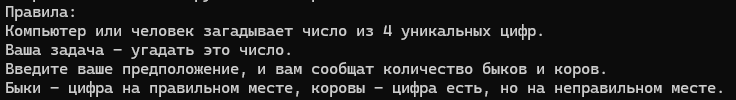 Правила:
Компьютер или человек загадывает число из 4 уникальных цифр.
Ваша задача – угадать это число.
Введите ваше предположение, и вам сообщат количество быков и коров.
Быки – цифра на правильном месте, коровы – цифра есть, но на неправильном месте.